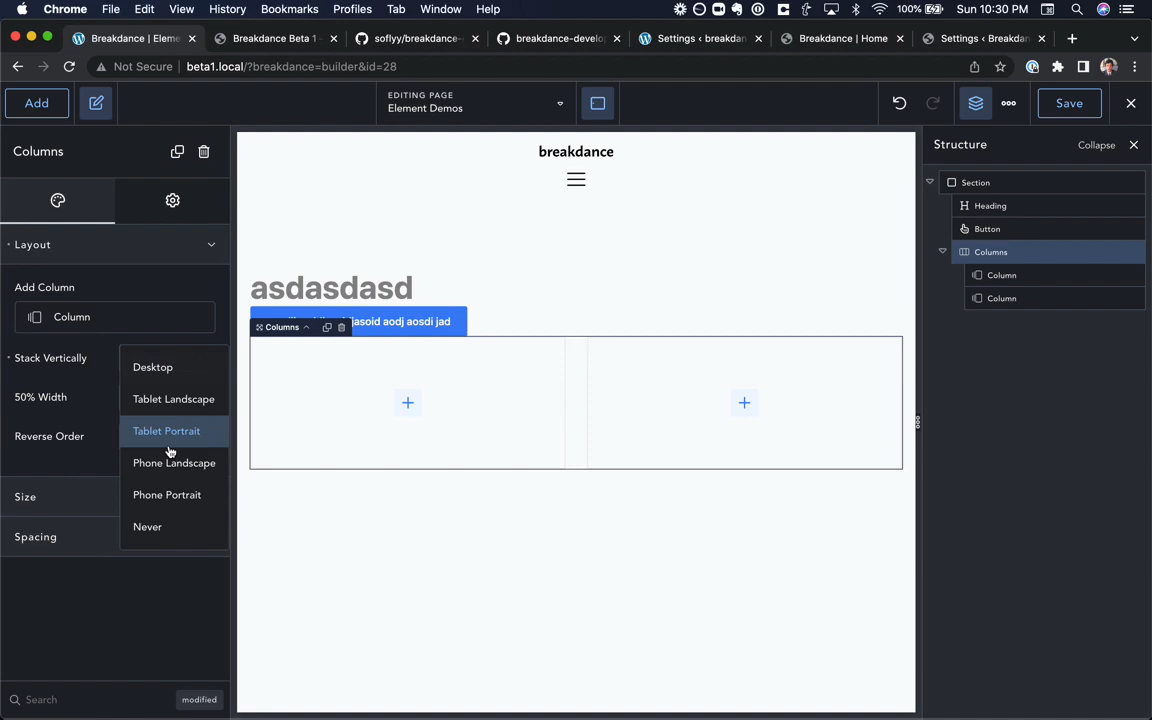 Chrome File Edit View History Bookmarks Profiles Tab Window Help 100% Sun 10:30 PM
Breakdance | Eleme
Breakdance Beta 1
soflyy/breakdance-
breakdance-develo
Settings ‹ breakdan
Breakdance | Home
Settings ‹ Breakdan
Not Secure beta1.local/?breakdance=builder&id=28
Add
EDITING PAGE
Element Demos
Save
Columns
Layout
Add Column
Column
Stack Vertically
50% Width
Reverse Order
Size
Spacing
Desktop
Tablet Landscape
Tablet Portrait
Phone Landscape
Phone Portrait
Never
Search
modified
breakdance
asdasdasd
jasoid aodj aosdi jad
Columns
Structure
Collapse
Section
Heading
Button
Columns
Column
Column